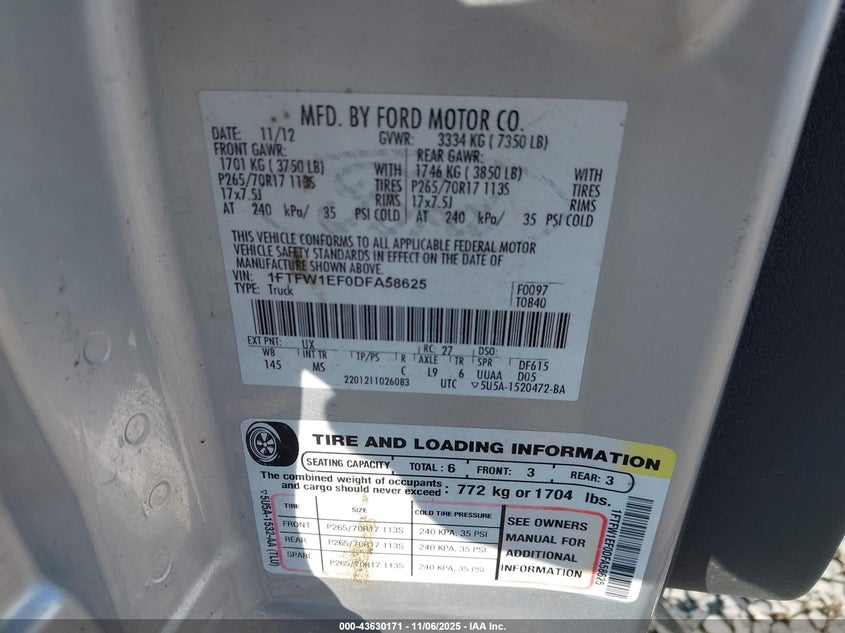 MFD. BY FORD MOTOR CO.
DATE: 11/12 GVWR: 3334 KG ( 7350 LB)
FRONT GAWR: REAR GAWR:
1701 KG ( 3750 LB) WITH 1746 KG ( 3850 LB) WITH
P265/70R17 113S TIRES P265/70R17 113S TIRES
17x7.5J RIMS 17x7.5J RIMS
AT 240 kPa/ 35 PSI COLD AT 240 kPa/ 35 PSI COLD
THIS VEHICLE CONFORMS TO ALL APPLICABLE FEDERAL MOTOR
VEHICLE SAFETY STANDARDS IN EFFECT ON THE DATE OF
MANUFACTURE SHOWN ABOVE.
VIN: 1FTFW1EF0DFA58625
TYPE: Truck
F0097
T0840
EXT PNT: UX RC: 27 DSO:
WB INT TR TP/PS R AXLE TR SPR DF615
145 MS C L9 6 UUAA D05
2201211026083 UTC ▽5U5A-1520472-BA
TIRE AND LOADING INFORMATION
SEATING CAPACITY TOTAL : 6 FRONT: 3 REAR: 3
The combined weight of occupants
and cargo should never exceed : 772 kg or 1704 lbs.
TIRE SIZE COLD TIRE PRESSURE
FRONT P265/70R17 113S 240 KPA, 35 PSI
REAR P265/70R17 113S 240 KPA, 35 PSI
SPARE P265/70R17 113S 240 KPA, 35 PSI
SEE OWNERS
MANUAL FOR
ADDITIONAL
INFORMATION
▽5U5A-1532-AA (TLU)
1FTFW1EF0DFA58625
000-43630171 - 11/06/2025 - IAA Inc.